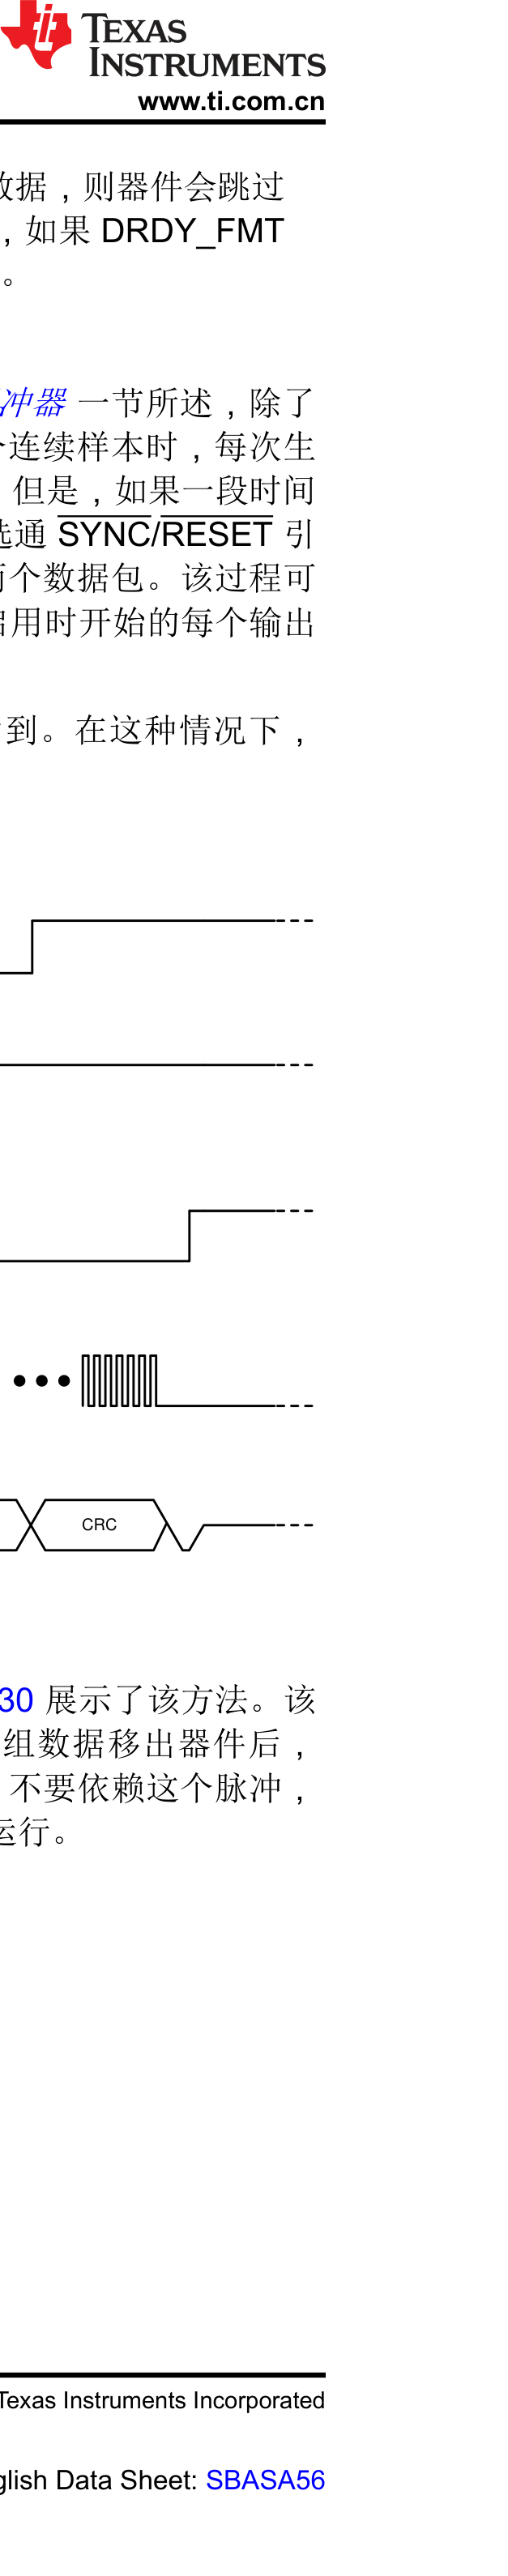 TEXAS
INSTRUMENTS
www.ti.com.cn
数据，则器件会跳过
，如果 DRDY_FMT
。
冲器 一节所述，除了
个连续样本时，每次生
但是，如果一段时间
选通 SYNC/RESET 引
两个数据包。该过程可
启用时开始的每个输出
到。在这种情况下，
CRC
30 展示了该方法。该
组数据移出器件后，
不要依赖这个脉冲，
运行。
Texas Instruments Incorporated
glish Data Sheet: SBASA56